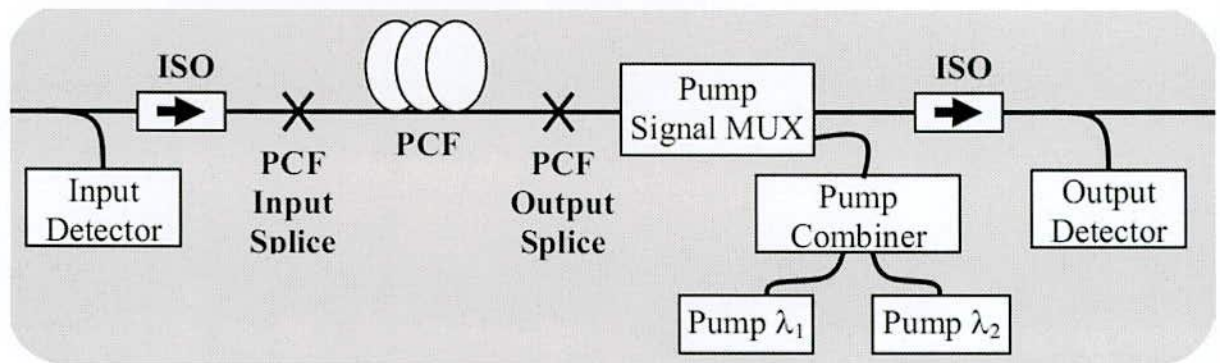 ISO
PCF
Input
Splice
PCF
PCF
Output
Splice
Pump
Signal MUX
ISO
Input
Detector
Pump
Combiner
Output
Detector
Pump λ₁
Pump λ₂